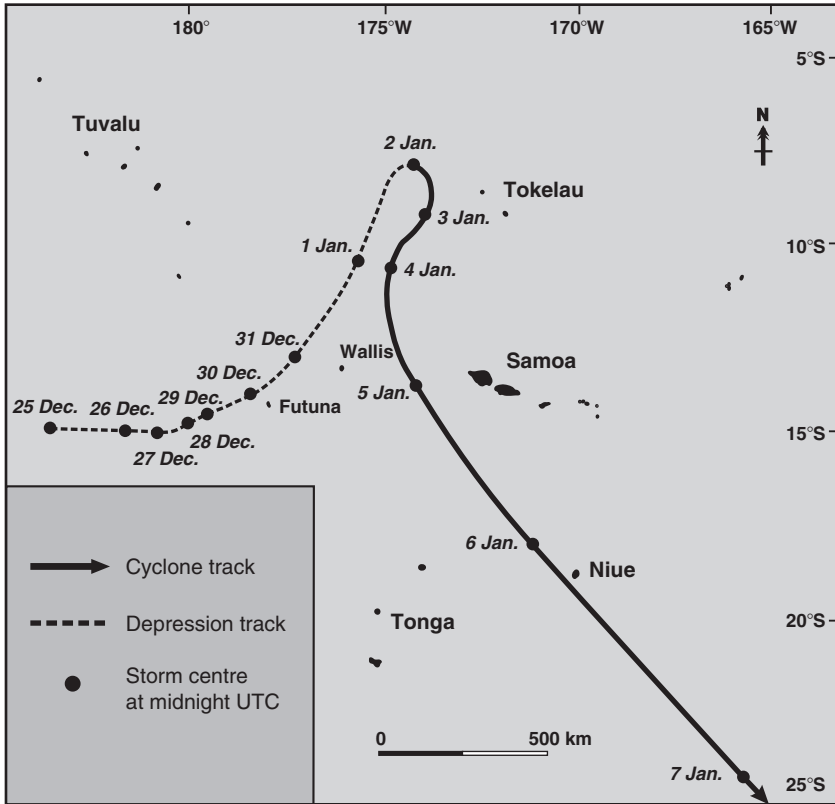 180°
175°W
170°W
165°W
5°S
Tuvalu
N
2 Jan.
Tokelau
3 Jan.
1 Jan.
10°S
4 Jan.
31 Dec.
Wallis
Samoa
30 Dec.
29 Dec.
Futuna
5 Jan.
25 Dec.
26 Dec.
28 Dec.
27 Dec.
15°S
6 Jan.
Cyclone track
Niue
Depression track
Tonga
20°S
Storm centre
at midnight UTC
0
500 km
7 Jan.
25°S